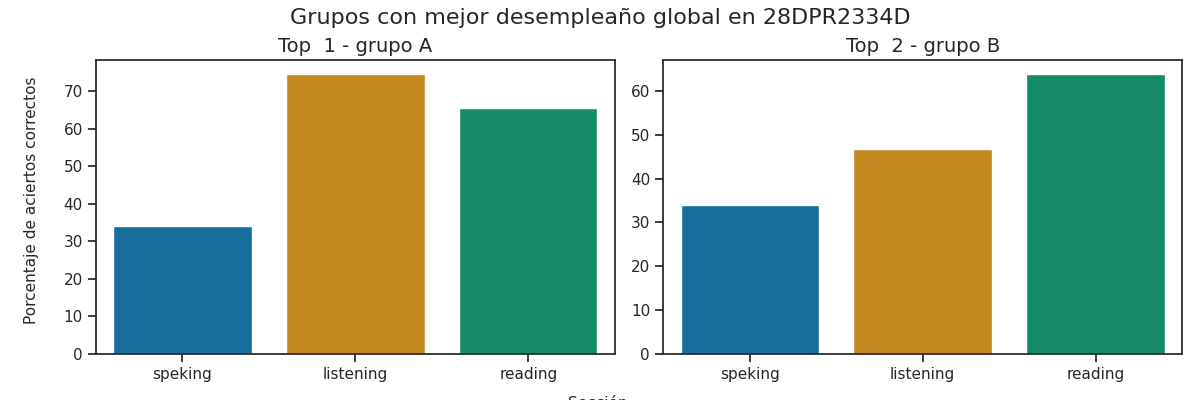 Grupos con mejor desempleaño global en 28DPR2334D
Top 1 - grupo A
Top 2 - grupo B
Porcentaje de aciertos correctos
70
60
50
40
30
20
10
0
speking
listening
reading
60
50
40
30
20
10
0
speking
listening
reading
Sección